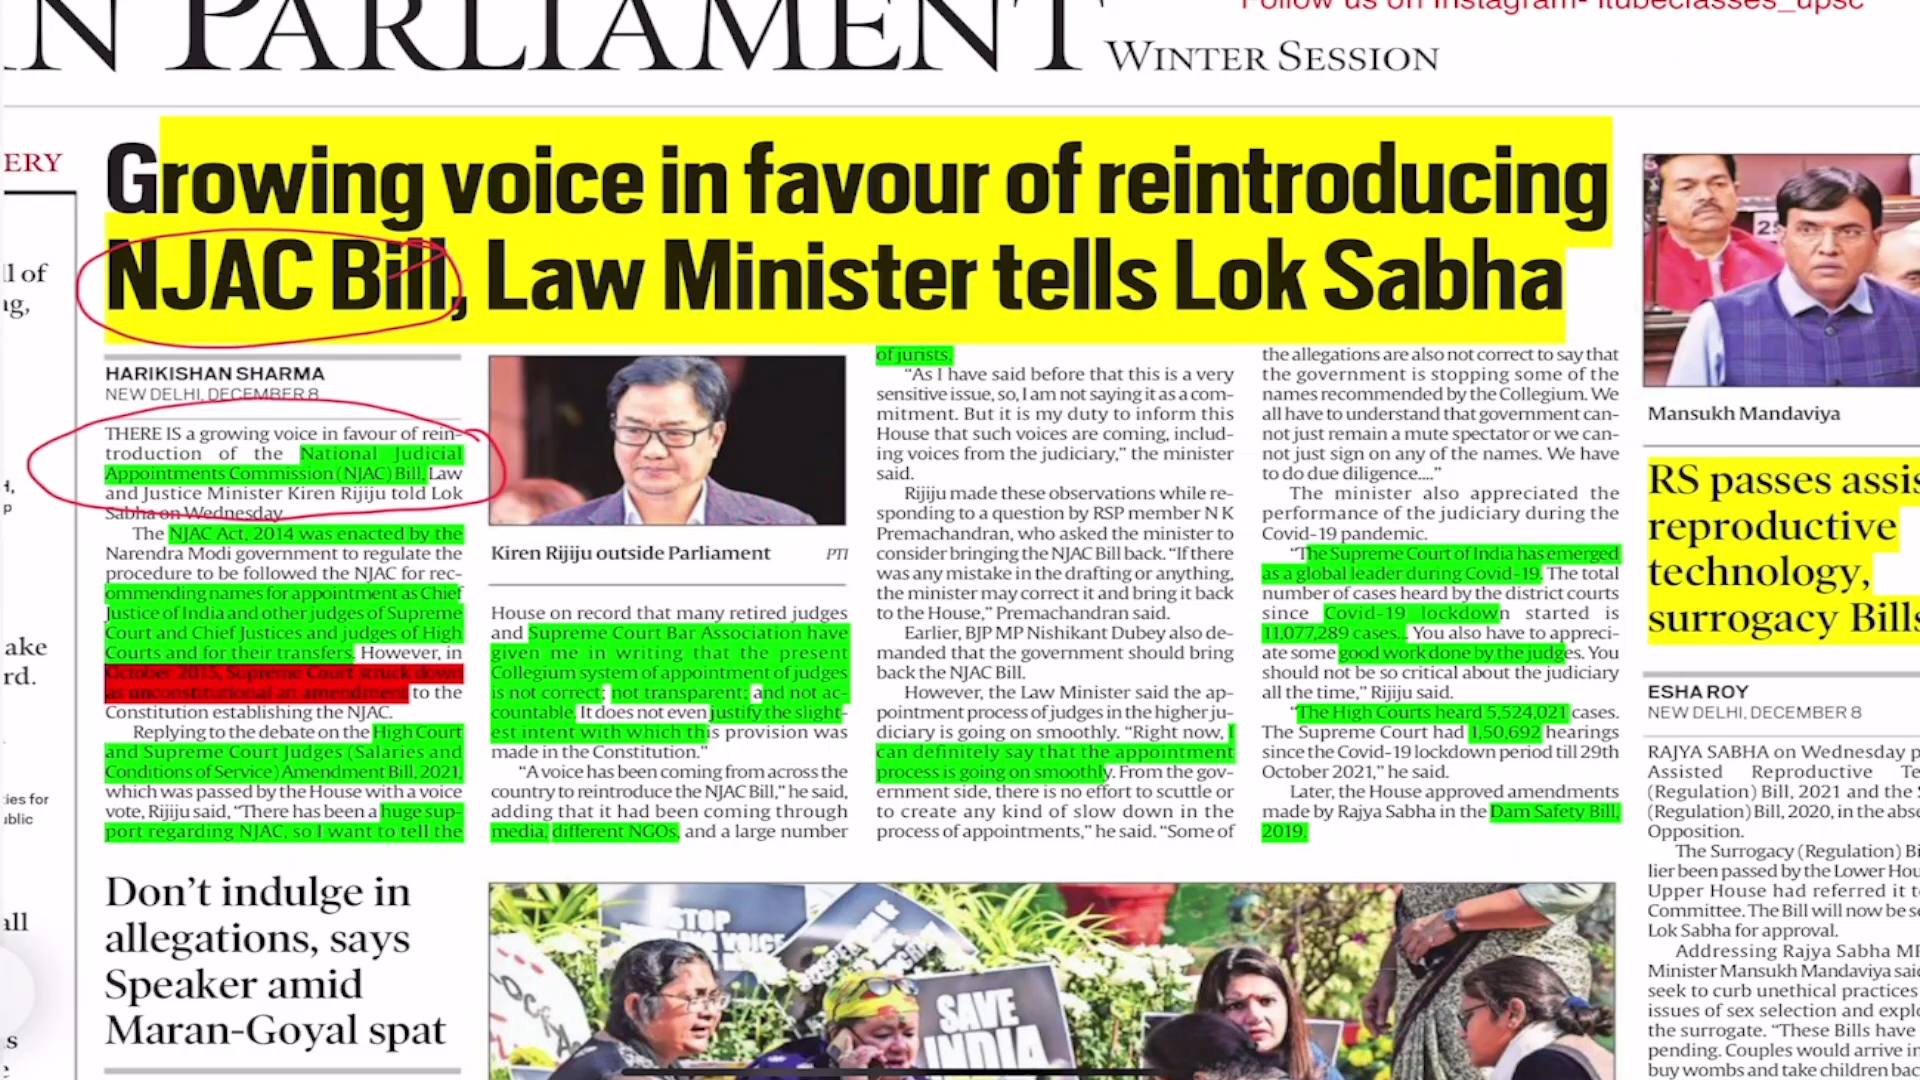 Follow us on Instagram- itubeclasses_upsc
IN PARLIAMENT WINTER SESSION
ERY
ll of
ng,
H,
p
ake
rd.
ies for
ublic
all
s
e
Growing voice in favour of reintroducing
NJAC Bill, Law Minister tells Lok Sabha
HARIKISHAN SHARMA
NEW DELHI, DECEMBER 8
THERE IS a growing voice in favour of rein-
troduction of the National Judicial
Appointments Commission (NJAC) Bill, Law
and Justice Minister Kiren Rijiju told Lok
Sabha on Wednesday.
The NJAC Act, 2014 was enacted by the
Narendra Modi government to regulate the
procedure to be followed the NJAC for rec-
ommending names for appointment as Chief
Justice of India and other judges of Supreme
Court and Chief Justices and judges of High
Courts and for their transfers. However, in
October 2015, Supreme Court struck down
as unconstitutional an amendment to the
Constitution establishing the NJAC.
Replying to the debate on the High Court
and Supreme Court Judges (Salaries and
Conditions of Service) Amendment Bill, 2021,
which was passed by the House with a voice
vote, Rijiju said, “There has been a huge sup-
port regarding NJAC, so I want to tell the
Kiren Rijiju outside Parliament PTI
House on record that many retired judges
and Supreme Court Bar Association have
given me in writing that the present
Collegium system of appointment of judges
is not correct; not transparent; and not ac-
countable. It does not even justify the slight-
est intent with which this provision was
made in the Constitution.”
“A voice has been coming from across the
country to reintroduce the NJAC Bill,” he said,
adding that it had been coming through
media, different NGOs, and a large number
of jurists.
“As I have said before that this is a very
sensitive issue, so, I am not saying it as a com-
mitment. But it is my duty to inform this
House that such voices are coming, includ-
ing voices from the judiciary,” the minister
said.
Rijiju made these observations while re-
sponding to a question by RSP member N K
Premachandran, who asked the minister to
consider bringing the NJAC Bill back. “If there
was any mistake in the drafting or anything,
the minister may correct it and bring it back
to the House,” Premachandran said.
Earlier, BJP MP Nishikant Dubey also de-
manded that the government should bring
back the NJAC Bill.
However, the Law Minister said the ap-
pointment process of judges in the higher ju-
diciary is going on smoothly. “Right now, I
can definitely say that the appointment
process is going on smoothly. From the gov-
ernment side, there is no effort to scuttle or
to create any kind of slow down in the
process of appointments,” he said. “Some of
the allegations are also not correct to say that
the government is stopping some of the
names recommended by the Collegium. We
all have to understand that government can-
not just remain a mute spectator or we can-
not just sign on any of the names. We have
to do due diligence....”
The minister also appreciated the
performance of the judiciary during the
Covid-19 pandemic.
“The Supreme Court of India has emerged
as a global leader during Covid-19. The total
number of cases heard by the district courts
since Covid-19 lockdown started is
11,077,289 cases... You also have to appreci-
ate some good work done by the judges. You
should not be so critical about the judiciary
all the time,” Rijiju said.
“The High Courts heard 5,524,021 cases.
The Supreme Court had 1,50,692 hearings
since the Covid-19 lockdown period till 29th
October 2021,” he said.
Later, the House approved amendments
made by Rajya Sabha in the Dam Safety Bill,
2019.
Mansukh Mandaviya
RS passes assis
reproductive
technology,
surrogacy Bills
ESHA ROY
NEW DELHI, DECEMBER 8
RAJYA SABHA on Wednesday p
Assisted Reproductive Te
(Regulation) Bill, 2021 and the S
(Regulation) Bill, 2020, in the abse
Opposition.
The Surrogacy (Regulation) Bi
lier been passed by the Lower Hou
Upper House had referred it to
Committee. The Bill will now be se
Lok Sabha for approval.
Addressing Rajya Sabha MP
Minister Mansukh Mandaviya said
seek to curb unethical practices
issues of sex selection and explo
the surrogate. “These Bills have
pending. Couples would arrive in
buy wombs and take children bac
Don’t indulge in
allegations, says
Speaker amid
Maran-Goyal spat
STOP
VOICE
SAVE
INDIA